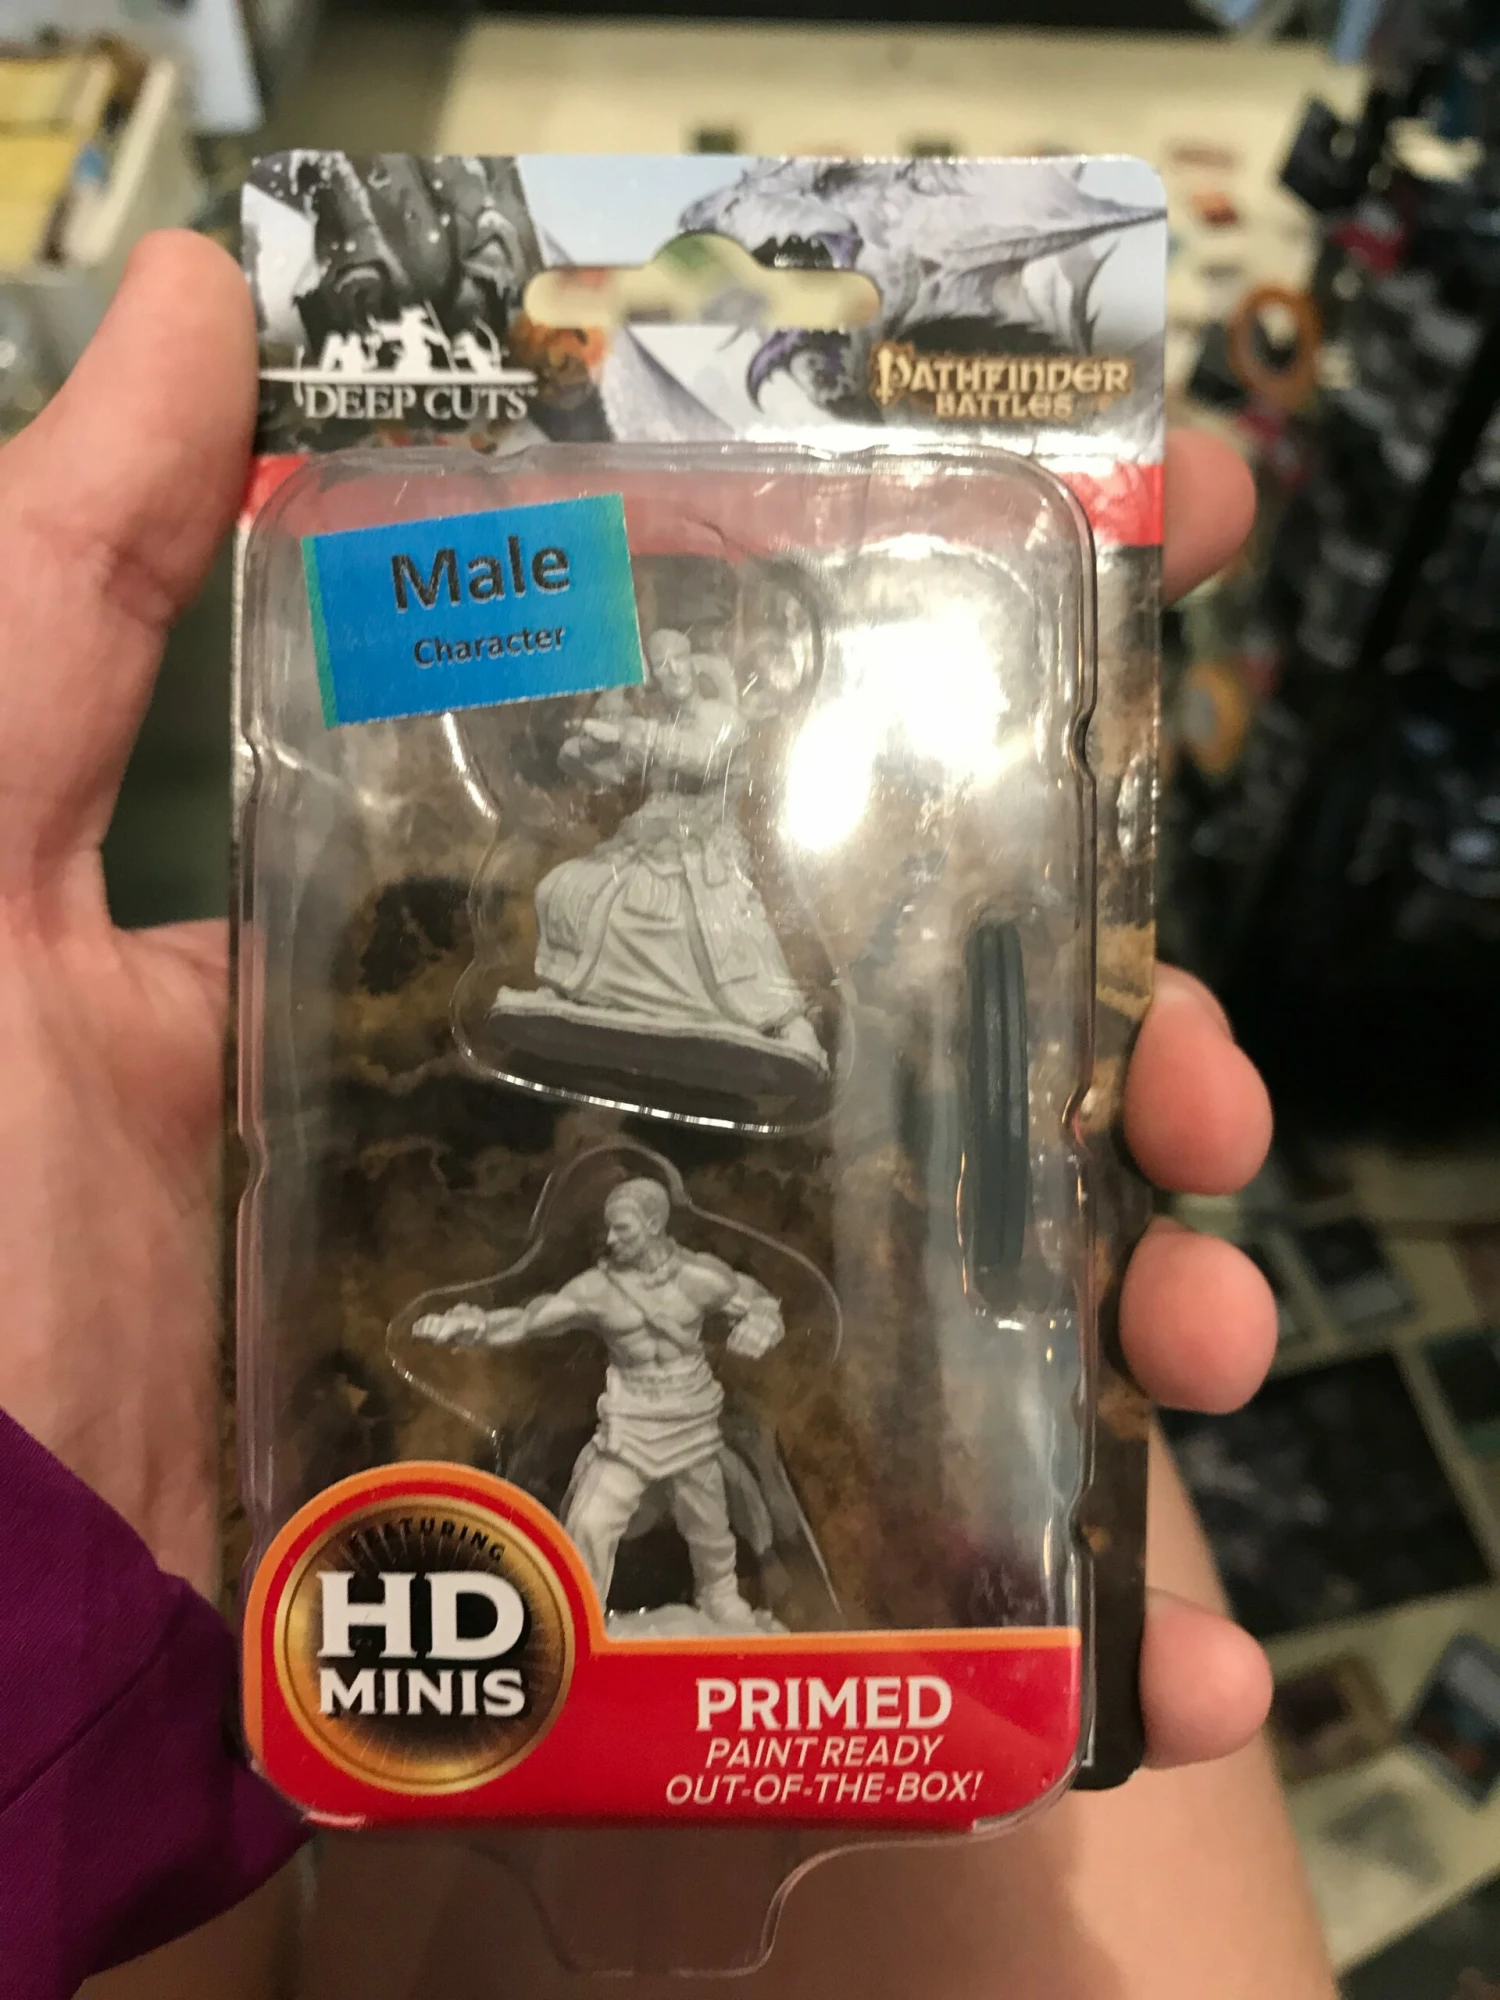 DEEP CUTS
PATHFINDER
BATTLES
Male
Character
FEATURING
HD
MINIS
PRIMED
PAINT READY
OUT-OF-THE-BOX!